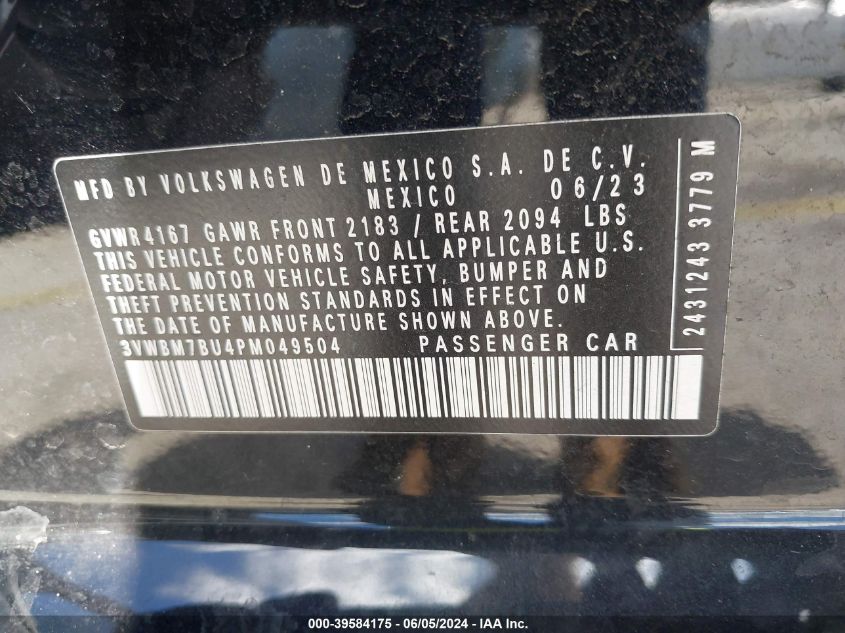 MFD BY VOLKSWAGEN DE MEXICO S.A. DE C.V.
MEXICO 06/23
GVWR4167 GAWR FRONT 2183 / REAR 2094 LBS
THIS VEHICLE CONFORMS TO ALL APPLICABLE U.S.
FEDERAL MOTOR VEHICLE SAFETY, BUMPER AND
THEFT PREVENTION STANDARDS IN EFFECT ON
THE DATE OF MANUFACTURE SHOWN ABOVE.
3VWBM7BU4PM049504 PASSENGER CAR
2431243 3779 M
000-39584175 - 06/05/2024 - IAA Inc.